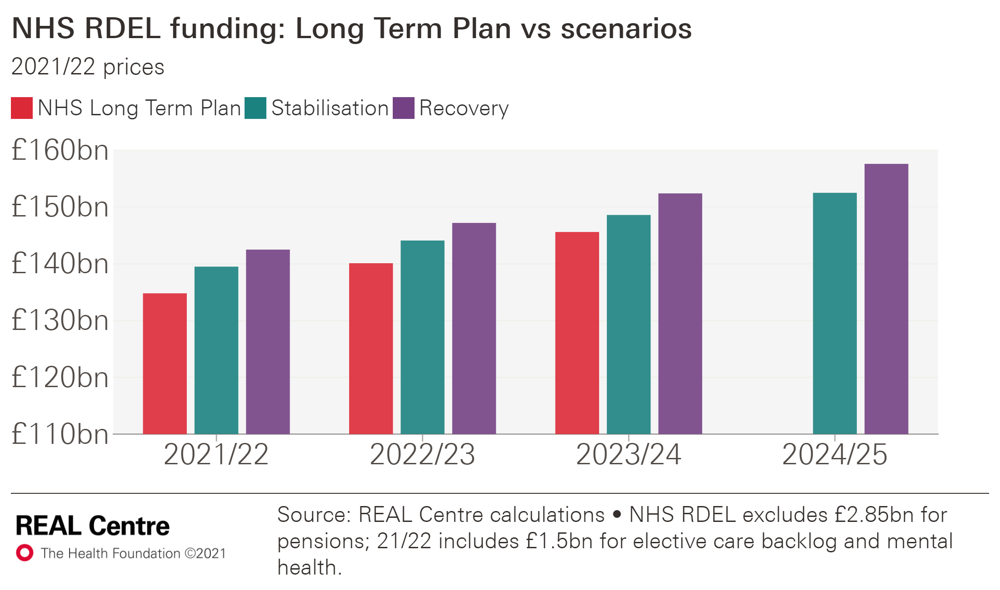 NHS RDEL funding: Long Term Plan vs scenarios
2021/22 prices
NHS Long Term Plan Stabilisation Recovery
£160bn
£150bn
£140bn
£130bn
£120bn
£110bn
2021/22 2022/23 2023/24 2024/25
REAL Centre
The Health Foundation ©2021
Source: REAL Centre calculations • NHS RDEL excludes £2.85bn for
pensions; 21/22 includes £1.5bn for elective care backlog and mental
health.